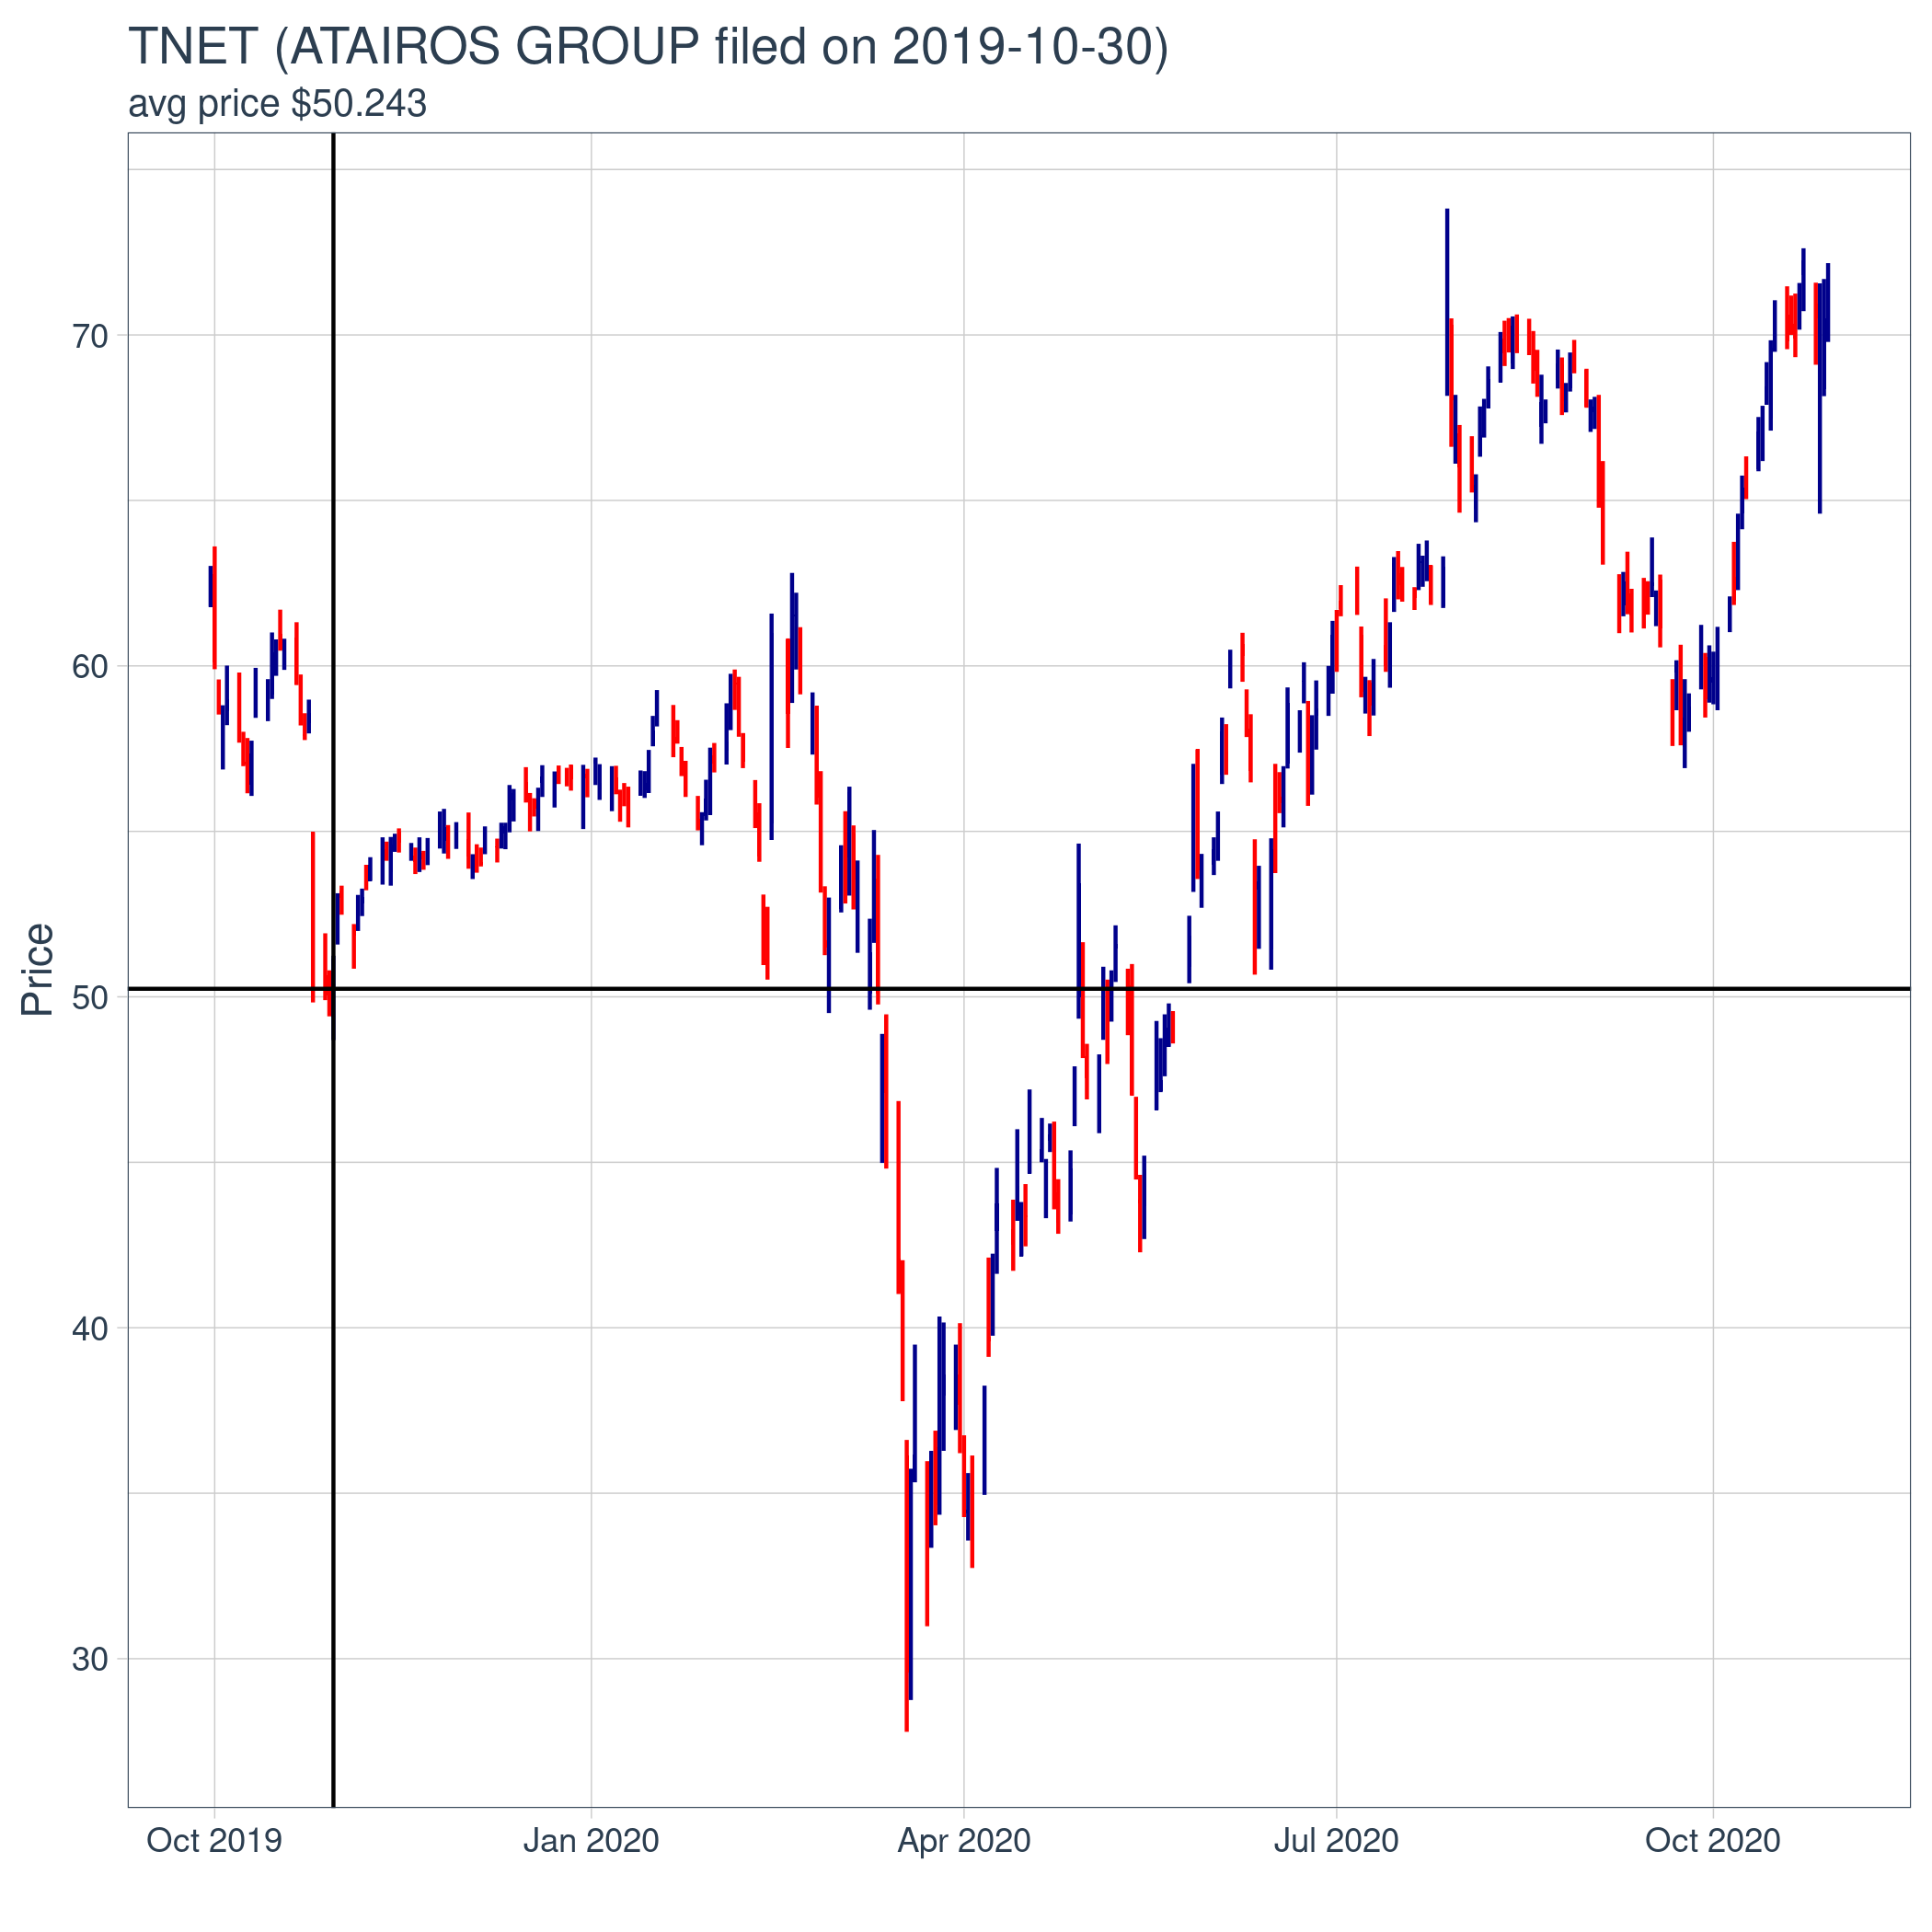 TNET (ATAIROS GROUP filed on 2019-10-30)
avg price $50.243
70
60
50
40
30
Price
Oct 2019
Jan 2020
Apr 2020
Jul 2020
Oct 2020